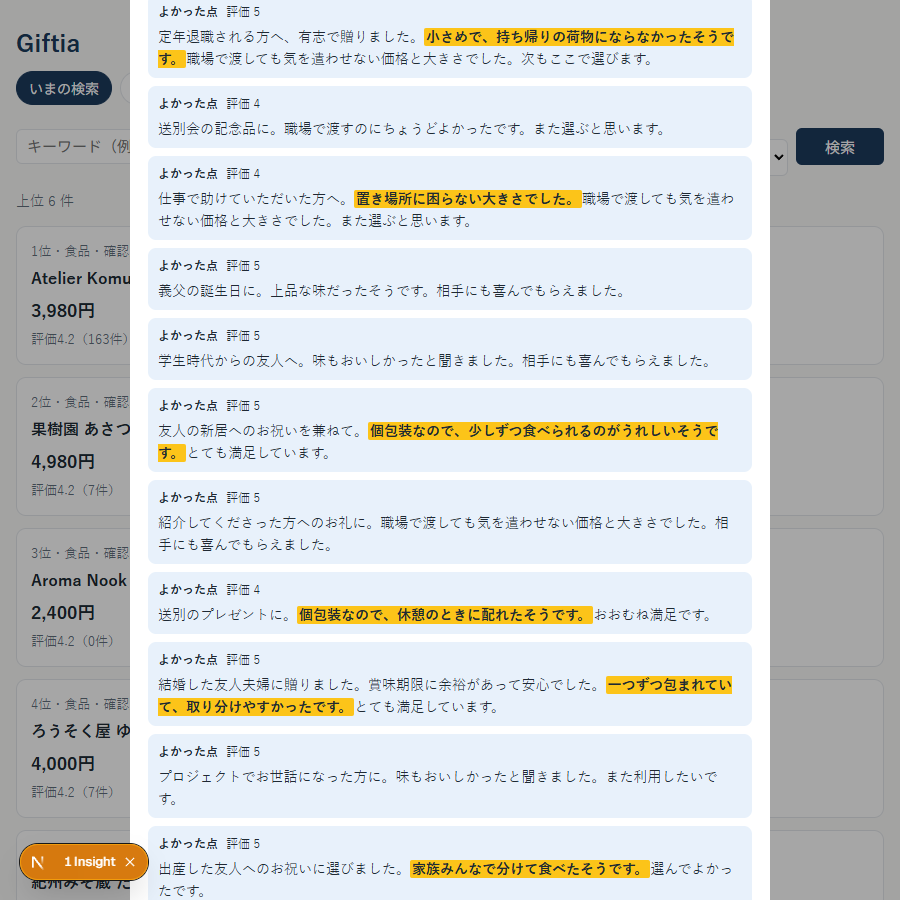 Giftia
いまの検索
キーワード（例
検索
上位 6 件
1位・食品・確認
Atelier Komu
3,980円
評価4.2（163件）
2位・食品・確認
果樹園 あさつ
4,980円
評価4.2（7件）
3位・食品・確認
Aroma Nook
2,400円
評価4.2（0件）
4位・食品・確認
ろうそく屋 ゆ
4,000円
評価4.2（7件）
1 Insight
よかった点 評価 5
定年退職される方へ、有志で贈りました。小さめで、持ち帰りの荷物にならなかったそうで
す。職場で渡しても気を遣わせない価格と大きさでした。次もここで選びます。
よかった点 評価 4
送別会の記念品に。職場で渡すのにちょうどよかったです。また選ぶと思います。
よかった点 評価 4
仕事で助けていただいた方へ。置き場所に困らない大きさでした。職場で渡しても気を遣わ
せない価格と大きさでした。また選ぶと思います。
よかった点 評価 5
義父の誕生日に。上品な味だったそうです。相手にも喜んでもらえました。
よかった点 評価 5
学生時代からの友人へ。味もおいしかったと聞きました。相手にも喜んでもらえました。
よかった点 評価 5
友人の新居へのお祝いを兼ねて。個包装なので、少しずつ食べられるのがうれしいそうで
す。とても満足しています。
よかった点 評価 5
紹介してくださった方へのお礼に。職場で渡しても気を遣わせない価格と大きさでした。相
手にも喜んでもらえました。
よかった点 評価 4
送別のプレゼントに。個包装なので、休憩のときに配れたそうです。おおむね満足です。
よかった点 評価 5
結婚した友人夫婦に贈りました。賞味期限に余裕があって安心でした。一つずつ包まれてい
て、取り分けやすかったです。とても満足しています。
よかった点 評価 5
プロジェクトでお世話になった方に。味もおいしかったと聞きました。また利用したいで
す。
よかった点 評価 5
出産した友人へのお祝いに選びました。家族みんなで分けて食べたそうです。選んでよかっ
たです。